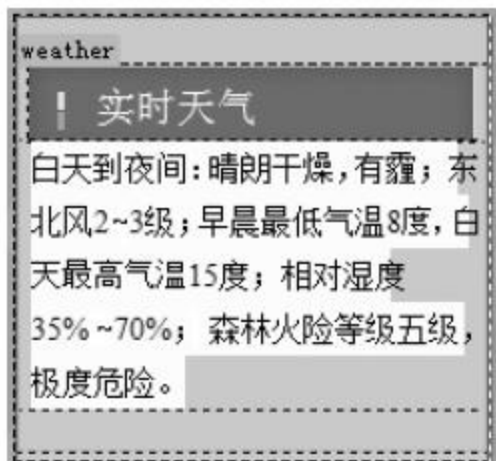 weather
实时天气
白天到夜间:晴朗干燥,有霾;东
北风2~3级;早晨最低气温8度,白
天最高气温15度;相对湿度
35%~70%; 森林火险等级五级,
极度危险。